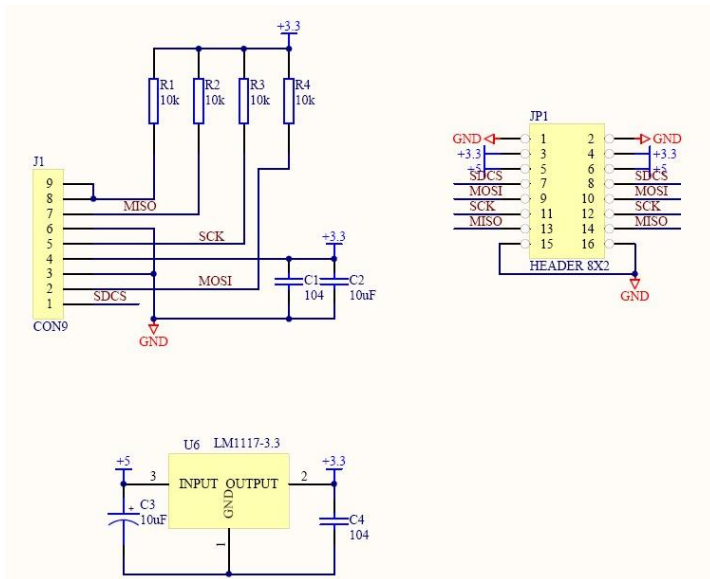 +3.3
R1 R2 R3 R4
10k 10k 10k 10k
J1
9
8
7 MISO
6
5 SCK
4 +3.3
3
2 MOSI
1 SDCS
CON9
C1 C2
104 10uF
GND
JP1
GND 1 2 GND
+3.3 3 4 +3.3
+5 5 6 +5
SDCS 7 8 SDCS
MOSI 9 10 MOSI
SCK 11 12 SCK
MISO 13 14 MISO
15 16
HEADER 8X2
GND
U6 LM1117-3.3
+5 3 INPUT OUTPUT 2 +3.3
GND
1
+ C3
10uF
C4
104